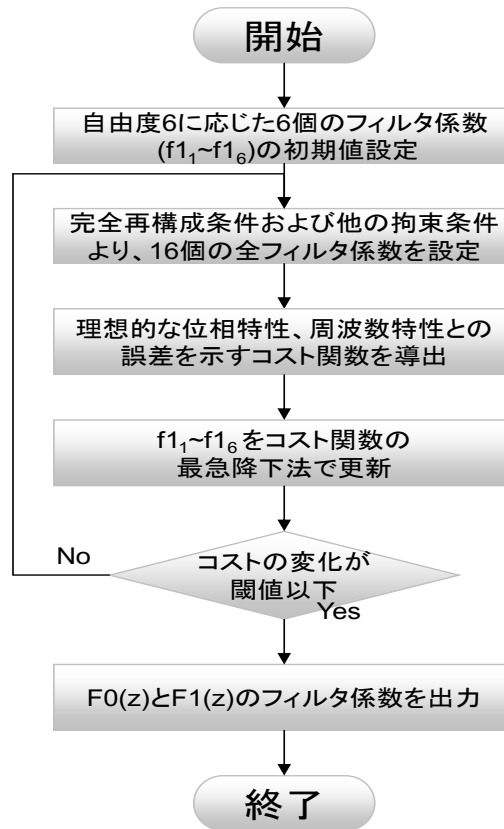 開始
自由度6に応じた6個のフィルタ係数
(f1₁~f1₆)の初期値設定
完全再構成条件および他の拘束条件
より、16個の全フィルタ係数を設定
理想的な位相特性、周波数特性との
誤差を示すコスト関数を導出
f1₁~f1₆をコスト関数の
最急降下法で更新
No
コストの変化が
閾値以下
Yes
F0(z)とF1(z)のフィルタ係数を出力
終了